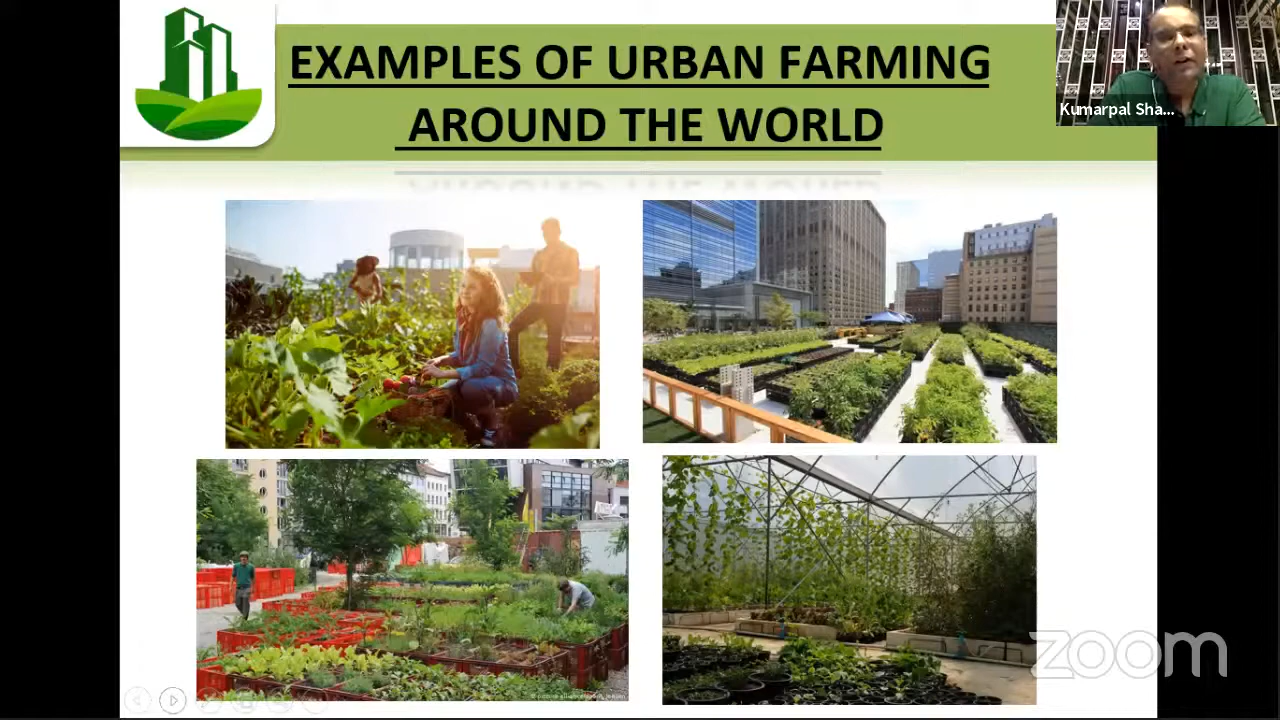 EXAMPLES OF URBAN FARMING
AROUND THE WORLD
Kumarpal Sha...
zoom